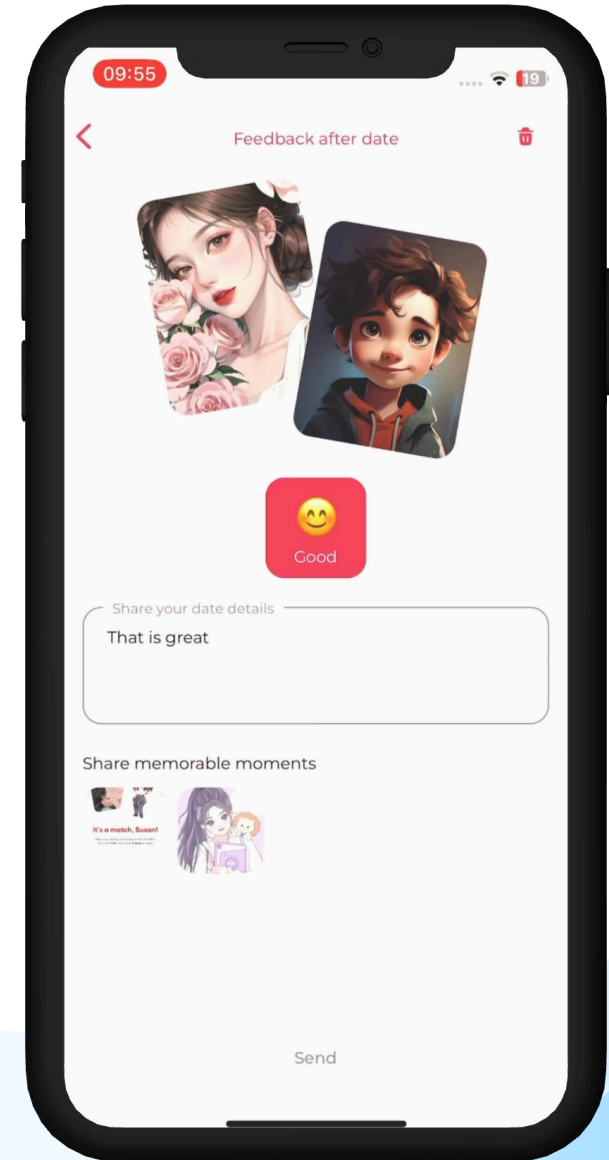 09:55
19
Feedback after date
Good
Share your date details
That is great
Share memorable moments
It's a match, Susan!
Send